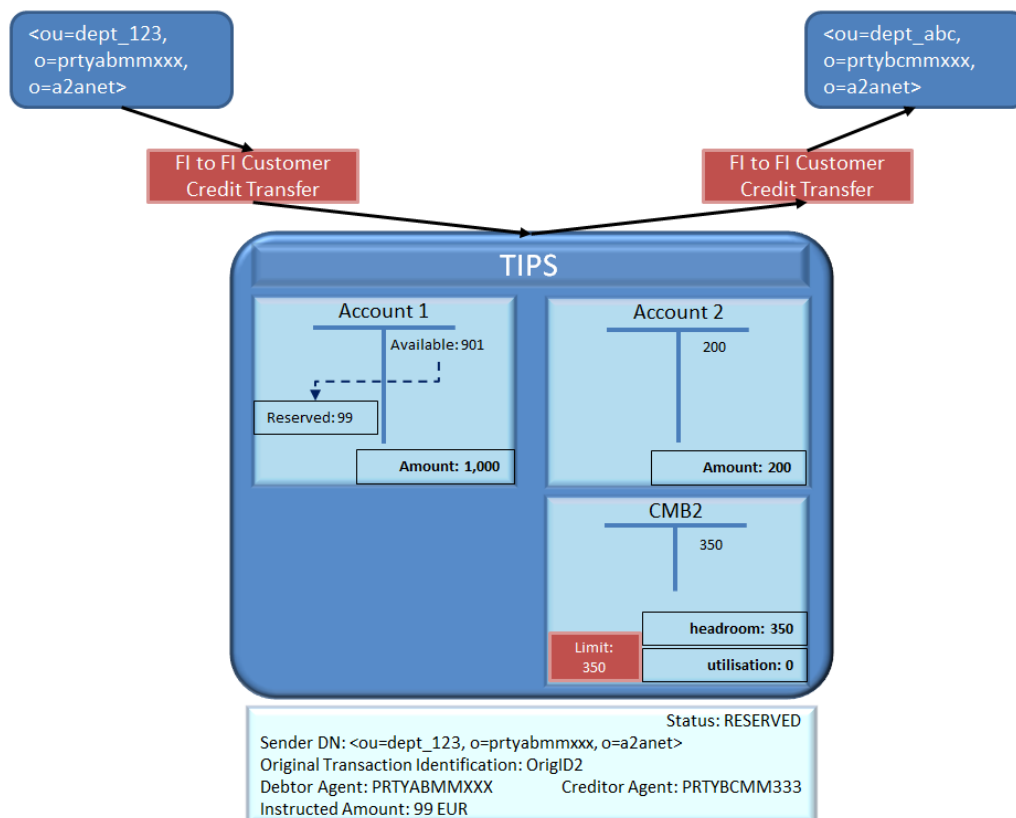 <ou=dept_123,
o=prtyabmmxxx,
o=a2anet>
<ou=dept_abc,
o=prtybcmmxxx,
o=a2anet>
FI to FI Customer
Credit Transfer
FI to FI Customer
Credit Transfer
TIPS
Account 1
Available: 901
Reserved: 99
Amount: 1,000
Account 2
200
Amount: 200
CMB2
350
headroom: 350
Limit:
350
utilisation: 0
Status: RESERVED
Sender DN: <ou=dept_123, o=prtyabmmxxx, o=a2anet>
Original Transaction Identification: OrigID2
Debtor Agent: PRTYABMMXXX Creditor Agent: PRTYBCMM333
Instructed Amount: 99 EUR